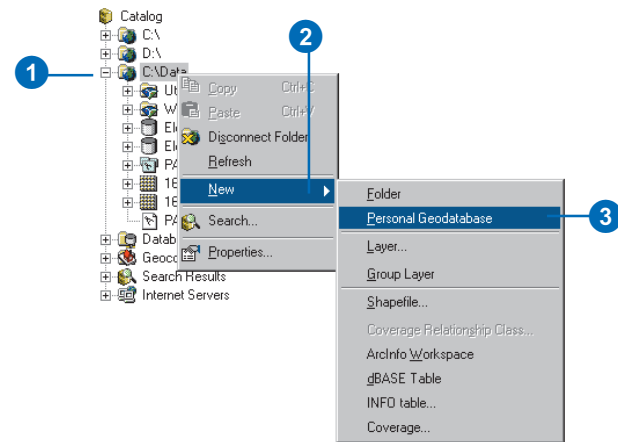 Catalog
C:\
D:\
2
1
C:\Data
Copy Ctrl+C
Paste Ctrl+V
Disconnect Folder
Refresh
New
Folder
Personal Geodatabase
3
Search...
Layer...
Properties...
Group Layer
Search Results
Internet Servers
Shapefile...
Coverage Relationship Class...
ArcInfo Workspace
dBASE Table
INFO table...
Coverage...